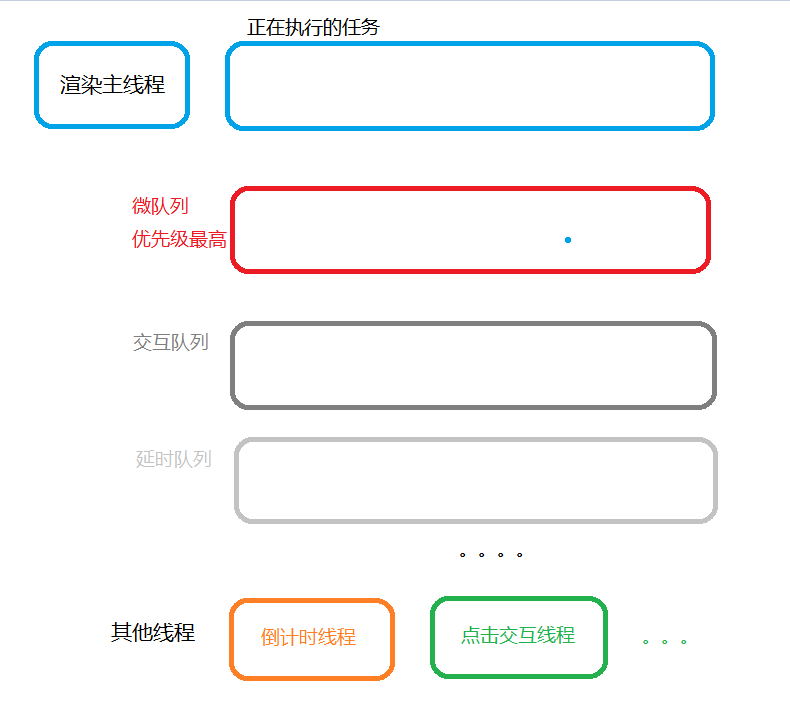 正在执行的任务
渲染主线程
微队列
优先级最高
交互队列
延时队列
。。。。
其他线程
倒计时线程
点击交互线程
。。。